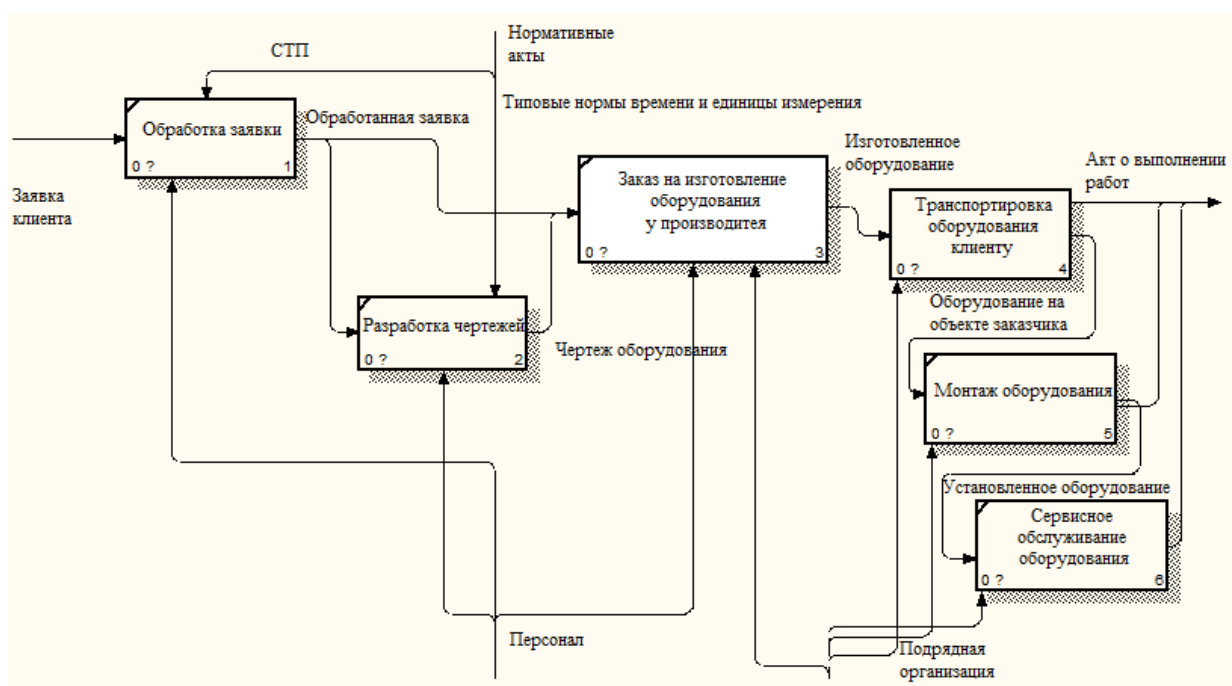 Нормативные
акты
СТП
Типовые нормы времени и единицы измерения
Обработка заявки
0 ?
1
Обработанная заявка
Заявка
клиента
Изготовленное
оборудование
Акт о выполнении
работ
Заказ на изготовление
оборудования
у производитея
0 ?
3
Транспортировка
оборудования
клиенту
0 ?
4
Разработка чертежей
0 ?
2
Чертеж оборудования
Оборудование на
объекте заказчика
Монтаж оборудования
0 ?
5
Установленное оборудование
Сервисное
обслуживание
оборудования
0 ?
6
Персонал
Подрядная
организация